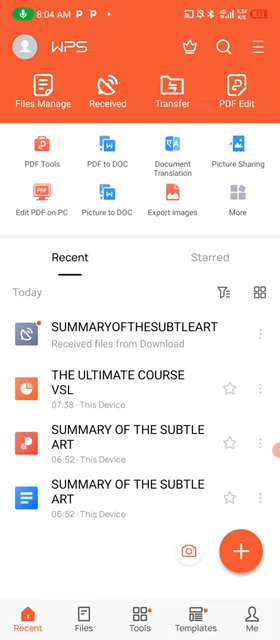 8:04 AM
WPS
Files Manage
Received
Transfer
PDF Edit
PDF Tools
PDF to DOC
Document
Translation
Picture Sharing
Edit PDF on PC
Picture to DOC
Export images
More
Recent
Starred
Today
SUMMARYOFTHESUBTLEART
Received files from Download
THE ULTIMATE COURSE
VSL
07:38 · This Device
SUMMARY OF THE SUBTLE
ART
06:52 · This Device
SUMMARY OF THE SUBTLE
ART
06:52 · This Device
Recent
Files
Tools
Templates
Me